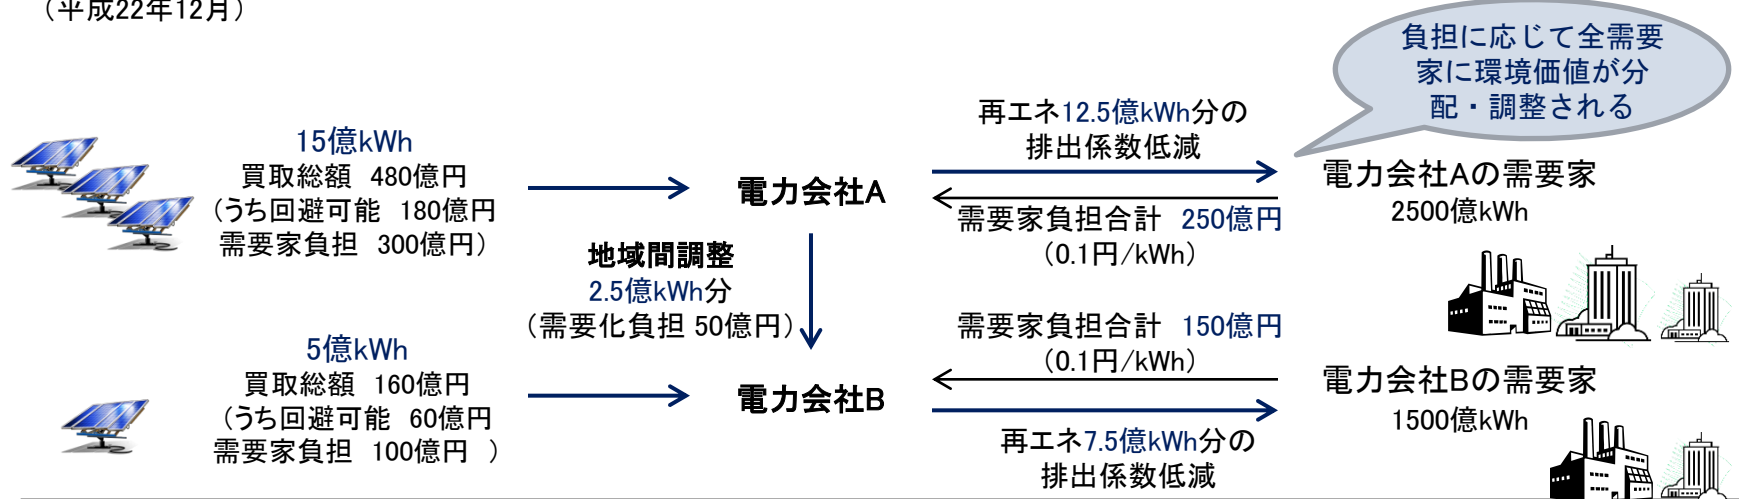 （平成22年12月）
負担に応じて全需要
家に環境価値が分
配・調整される
15億kWh
買取総額　480億円
（うち回避可能　180億円
需要家負担　300億円）
電力会社A
再エネ12.5億kWh分の
排出係数低減
需要家負担合計　250億円
（0.1円/kWh）
電力会社Aの需要家
2500億kWh
地域間調整
2.5億kWh分
（需要化負担 50億円）
5億kWh
買取総額　160億円
（うち回避可能　60億円
需要家負担　100億円　）
電力会社B
需要家負担合計　150億円
（0.1円/kWh）
再エネ7.5億kWh分の
排出係数低減
電力会社Bの需要家
1500億kWh